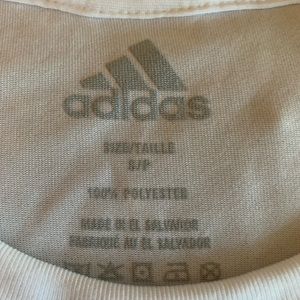 adidas
SIZE/TAILLE
S/P
100% POLYESTER
MADE IN EL SALVADOR
FABRIQUÉ AU EL SALVADOR